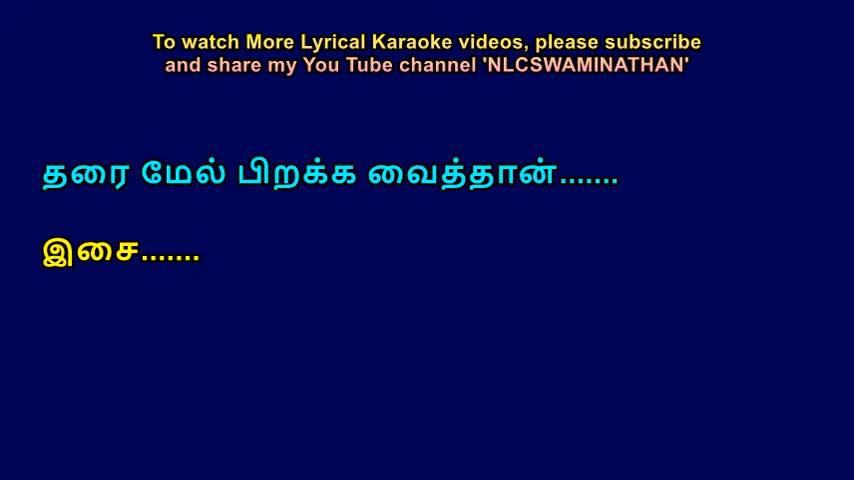 To watch More Lyrical Karaoke videos, please subscribe
and share my You Tube channel 'NLCSWAMINATHAN'
தரை மேல் பிறக்க வைத்தான்.......
இசை.......